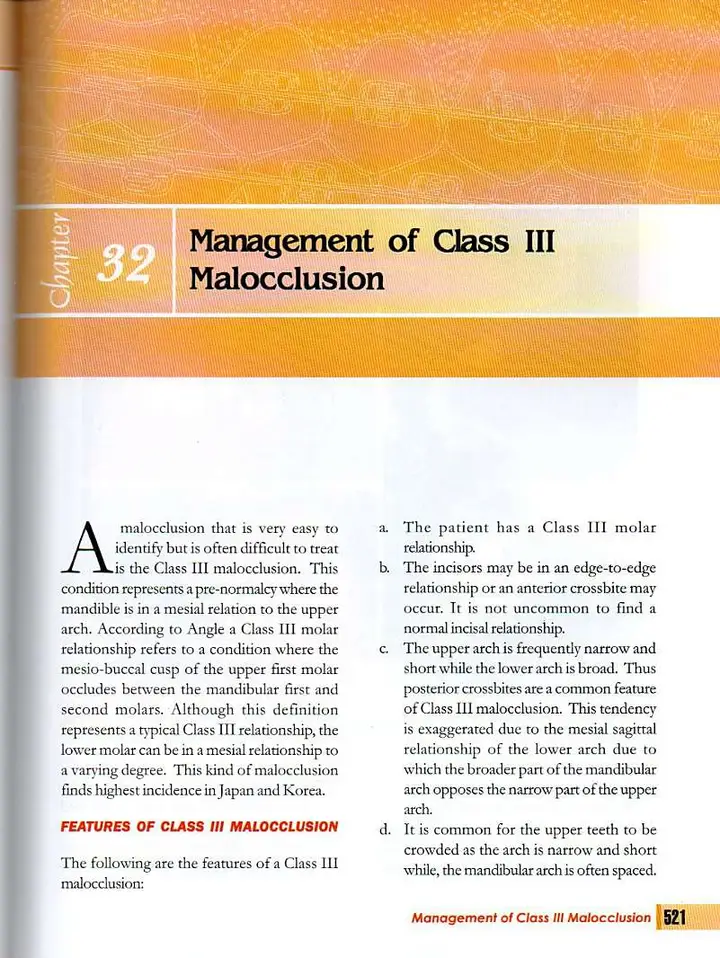 Chapter
32
Management of Class III
Malocclusion
A malocclusion that is very easy to
identify but is often difficult to treat
is the Class III malocclusion. This
condition represents a pre-normalcy where the
mandible is in a mesial relation to the upper
arch. According to Angle a Class III molar
relationship refers to a condition where the
mesio-buccal cusp of the upper first molar
occludes between the mandibular first and
second molars. Although this definition
represents a typical Class III relationship, the
lower molar can be in a mesial relationship to
a varying degree. This kind of malocclusion
finds highest incidence in Japan and Korea.
FEATURES OF CLASS III MALOCCLUSION
The following are the features of a Class III
malocclusion:
a. The patient has a Class III molar
relationship.
b. The incisors may be in an edge-to-edge
relationship or an anterior crossbite may
occur. It is not uncommon to find a
normal incisal relationship.
c. The upper arch is frequently narrow and
short while the lower arch is broad. Thus
posterior crossbites are a common feature
of Class III malocclusion. This tendency
is exaggerated due to the mesial sagittal
relationship of the lower arch due to
which the broader part of the mandibular
arch opposes the narrow part of the upper
arch.
d. It is common for the upper teeth to be
crowded as the arch is narrow and short
while, the mandibular arch is often spaced.
Management of Class III Malocclusion 521